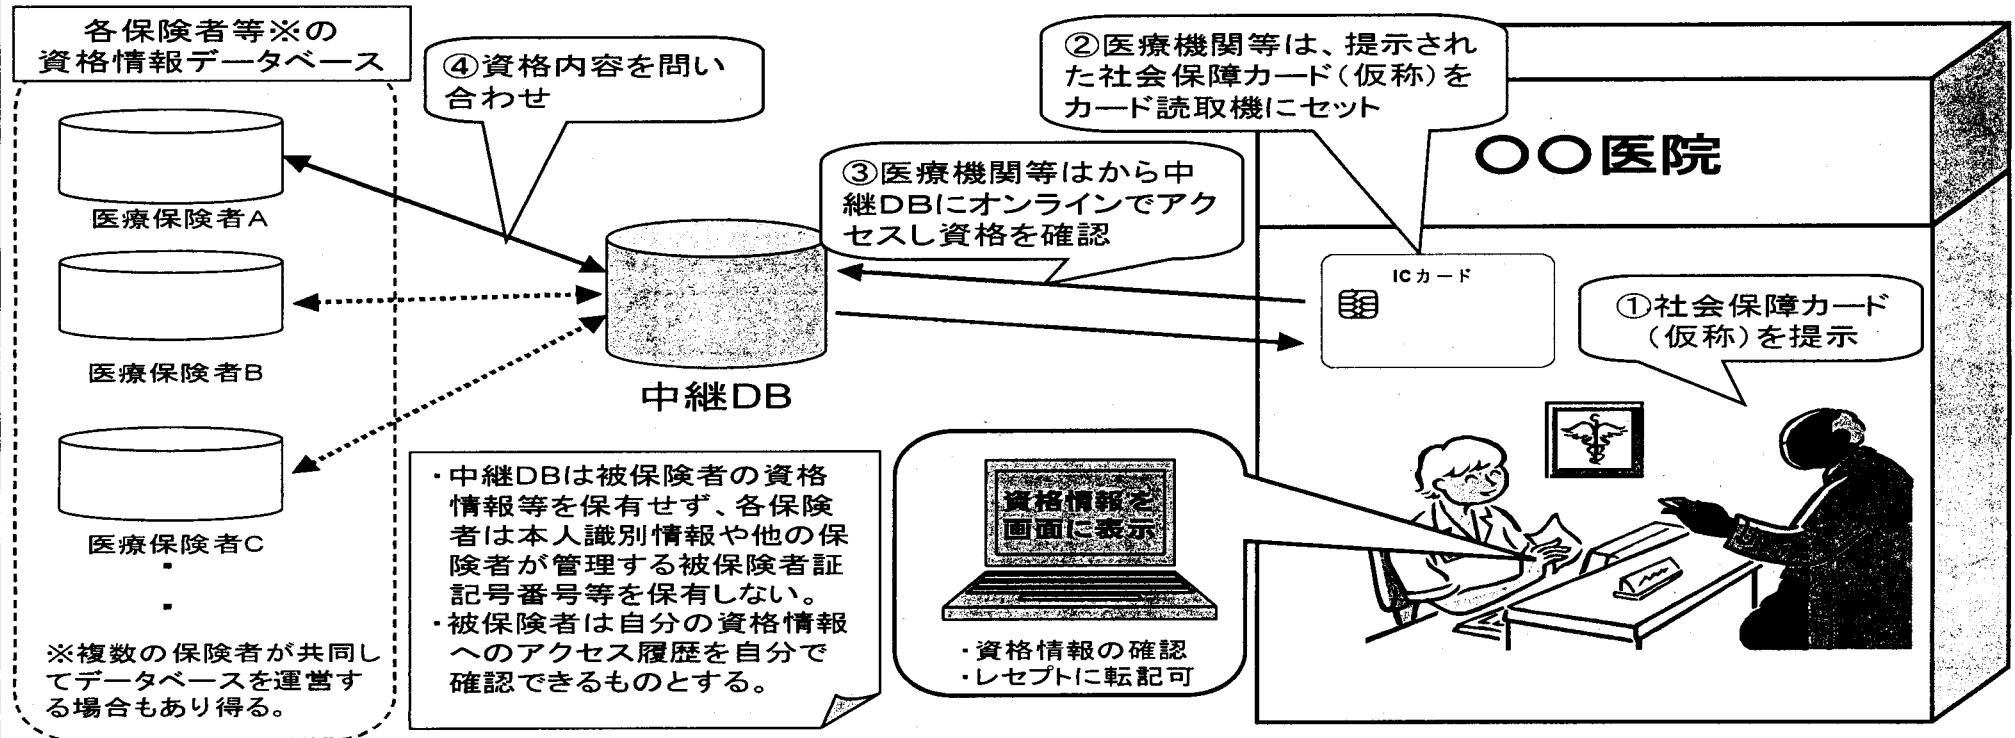 各保険者等※の
資格情報データベース
医療保険者A
医療保険者B
医療保険者C
・
・
※複数の保険者が共同し
てデータベースを運営す
る場合もあり得る。
④資格内容を問い
合わせ
中継DB
③医療機関等はから中
継DBにオンラインでアク
セスし資格を確認
②医療機関等は、提示され
た社会保障カード(仮称)を
カード読取機にセット
〇〇医院
ICカード
①社会保障カード
(仮称)を提示
・中継DBは被保険者の資格
情報等を保有せず、各保険
者は本人識別情報や他の保
険者が管理する被保険者証
記号番号等を保有しない。
・被保険者は自分の資格情報
へのアクセス履歴を自分で
確認できるものとする。
資格情報を
画面に表示
・資格情報の確認
・レセプトに転記可